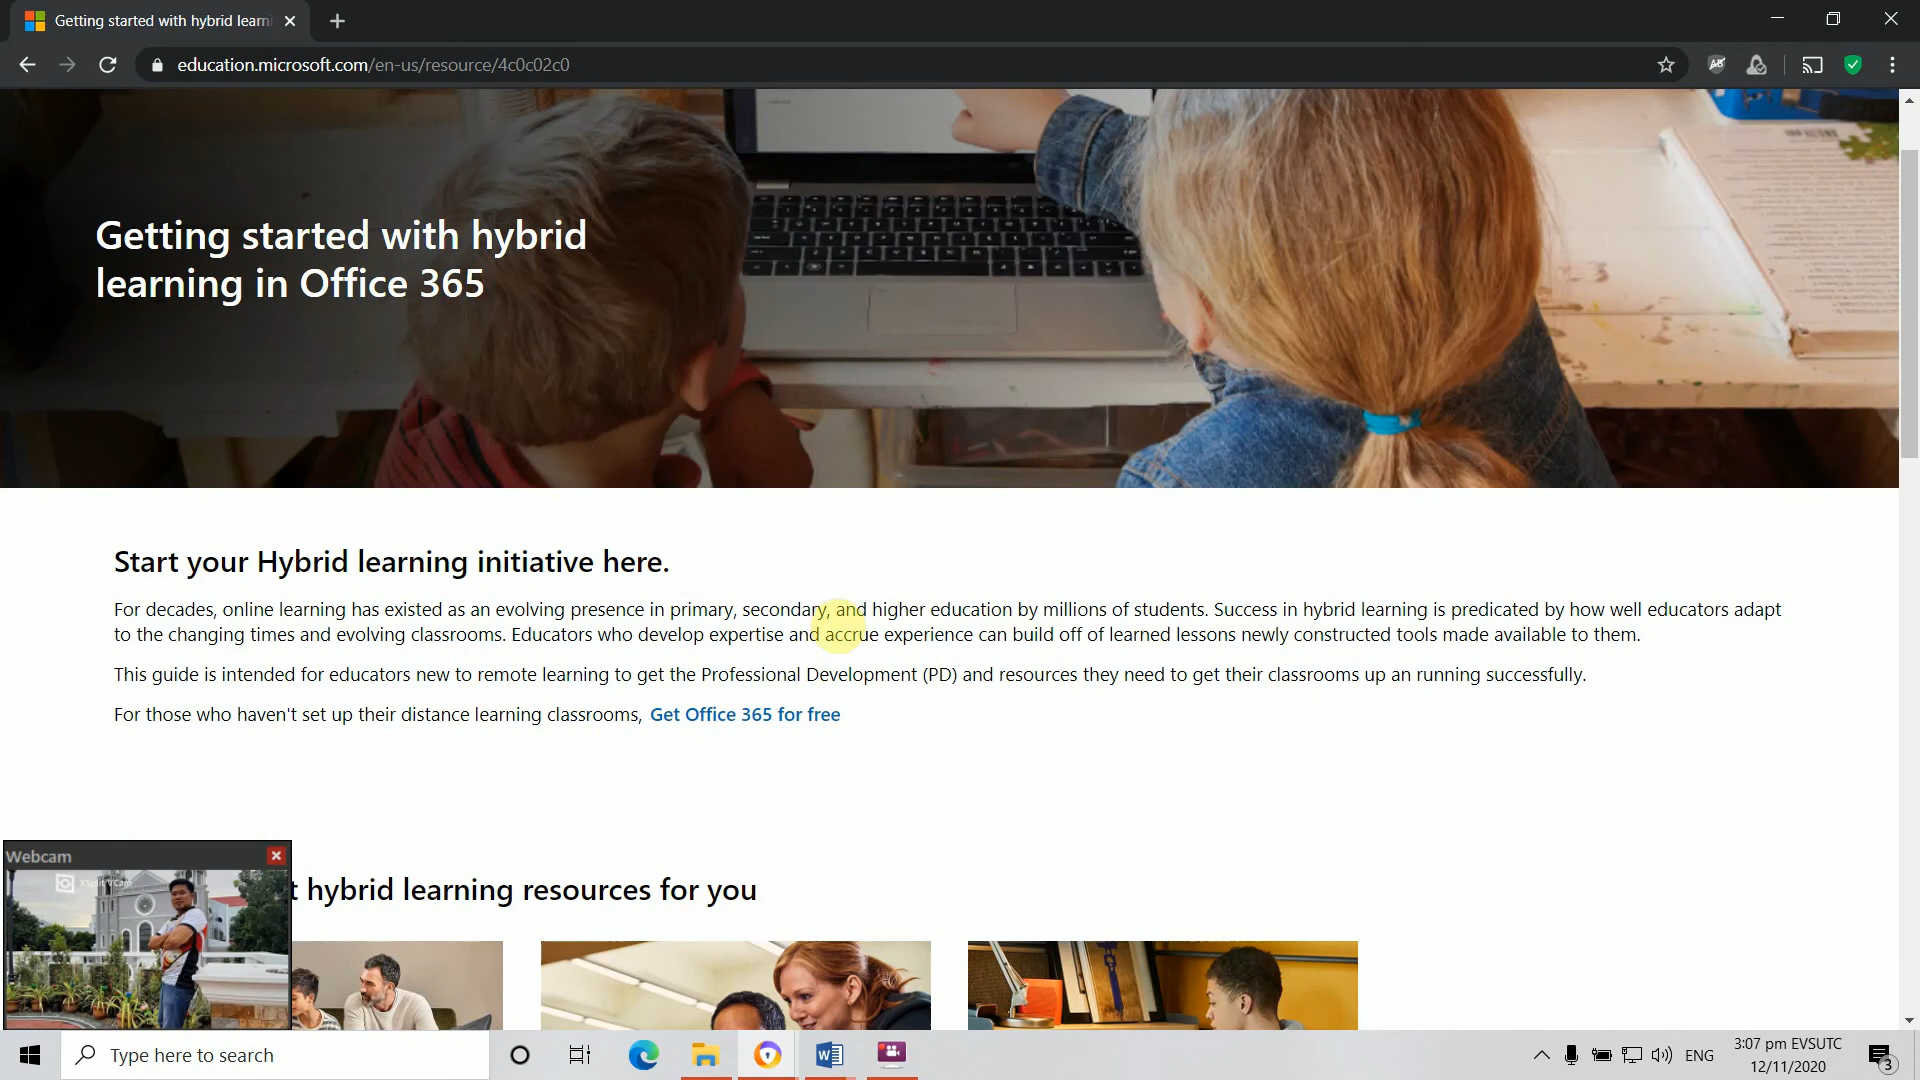 Getting started with hybrid learni
education.microsoft.com/en-us/resource/4c0c02c0
Getting started with hybrid
learning in Office 365
Start your Hybrid learning initiative here.
For decades, online learning has existed as an evolving presence in primary, secondary, and higher education by millions of students. Success in hybrid learning is predicated by how well educators adapt
to the changing times and evolving classrooms. Educators who develop expertise and accrue experience can build off of learned lessons newly constructed tools made available to them.
This guide is intended for educators new to remote learning to get the Professional Development (PD) and resources they need to get their classrooms up an running successfully.
For those who haven't set up their distance learning classrooms, Get Office 365 for free
Webcam
XSplit VCam
t hybrid learning resources for you
Type here to search
ENG
3:07 pm EVSUTC
12/11/2020
3